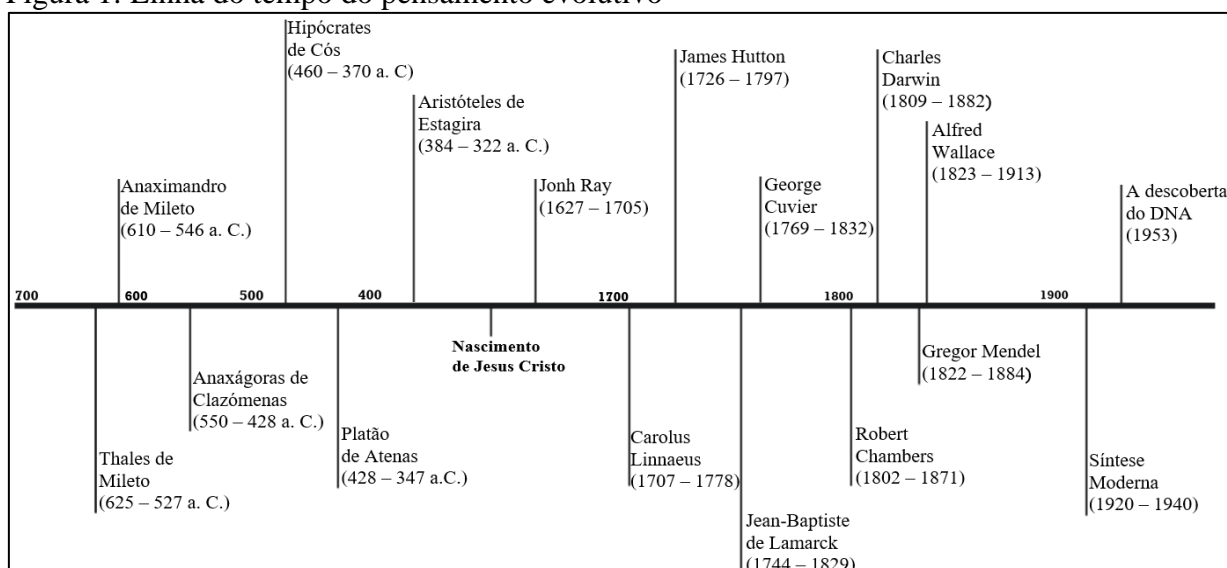 Figura 1: Linha do tempo do pensamento evolutivo
Hipócrates
de Cós
(460 – 370 a. C)
Aristóteles de
Estagira
(384 – 322 a. C.)
Anaximandro
de Mileto
(610 – 546 a. C.)
Jonh Ray
(1627 – 1705)
James Hutton
(1726 – 1797)
George
Cuvier
(1769 – 1832)
Charles
Darwin
(1809 – 1882)
Alfred
Wallace
(1823 – 1913)
A descoberta
do DNA
(1953)
700 600 500 400 1700 1800 1900
Nascimento
de Jesus Cristo
Thales de
Mileto
(625 – 527 a. C.)
Anaxágoras de
Clazómenas
(550 – 428 a. C.)
Platão
de Atenas
(428 – 347 a.C.)
Carolus
Linnaeus
(1707 – 1778)
Jean-Baptiste
de Lamarck
(1744 – 1829)
Robert
Chambers
(1802 – 1871)
Gregor Mendel
(1822 – 1884)
Síntese
Moderna
(1920 – 1940)